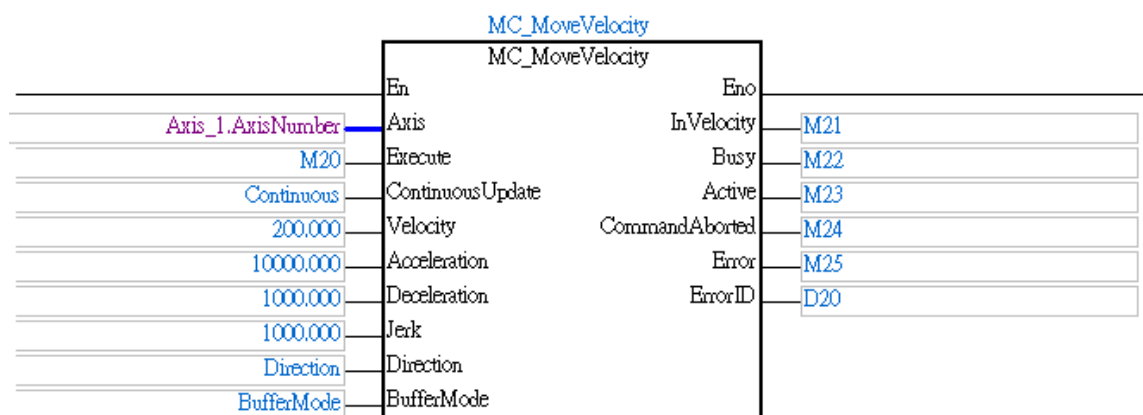 MC_MoveVelocity
MC_MoveVelocity
En Eno
Axis_1.AxisNumber Axis InVelocity M21
M20 Execute Busy M22
Continuous ContinuousUpdate Active M23
200.000 Velocity CommandAborted M24
10000.000 Acceleration Error M25
1000.000 Deceleration ErrorID D20
1000.000 Jerk
Direction Direction
BufferMode BufferMode